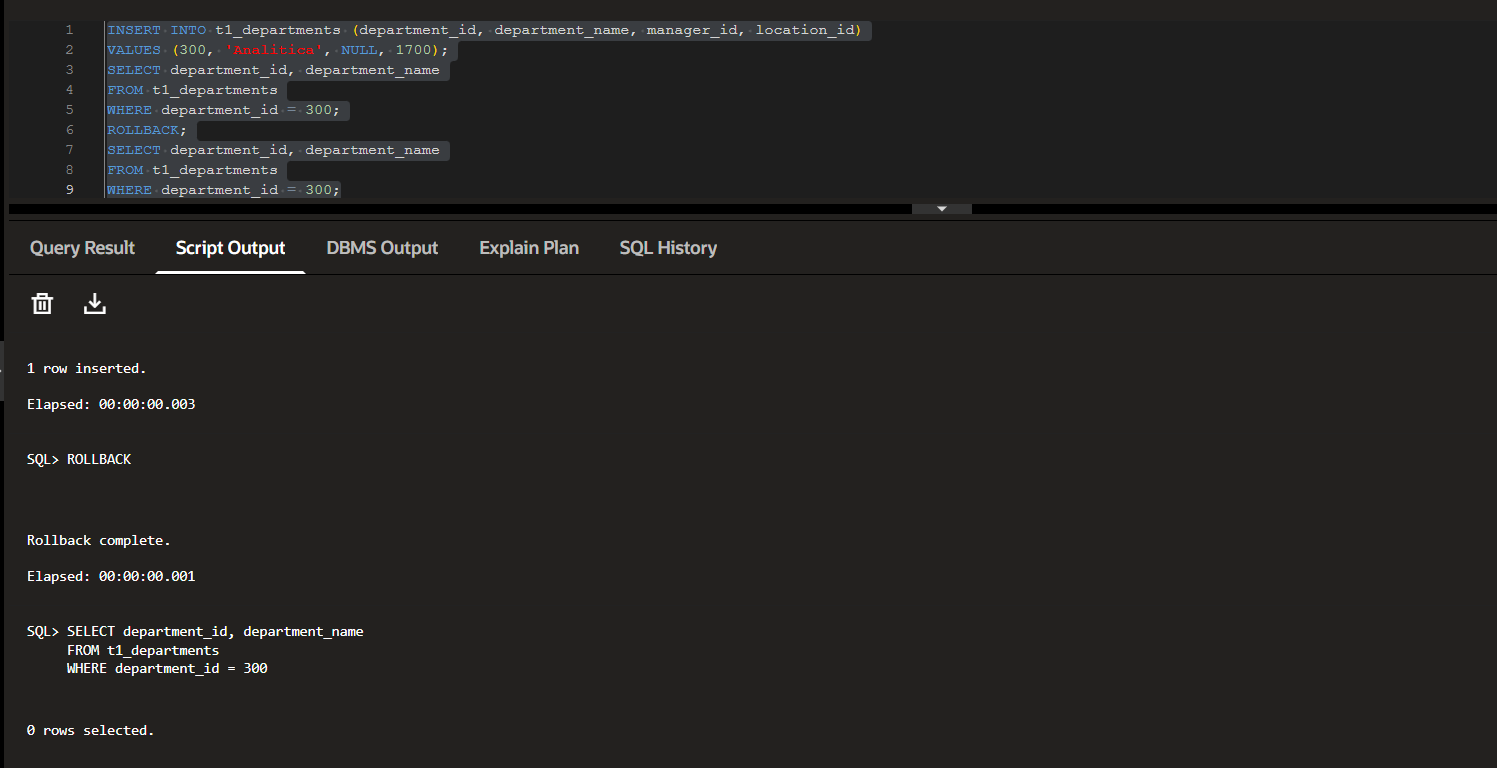 1 INSERT INTO t1_departments (department_id, department_name, manager_id, location_id)
2 VALUES (300, 'Analitica', NULL, 1700);
3 SELECT department_id, department_name
4 FROM t1_departments
5 WHERE department_id = 300;
6 ROLLBACK;
7 SELECT department_id, department_name
8 FROM t1_departments
9 WHERE department_id = 300;
Query Result Script Output DBMS Output Explain Plan SQL History
1 row inserted.
Elapsed: 00:00:00.003
SQL> ROLLBACK
Rollback complete.
Elapsed: 00:00:00.001
SQL> SELECT department_id, department_name
FROM t1_departments
WHERE department_id = 300
0 rows selected.